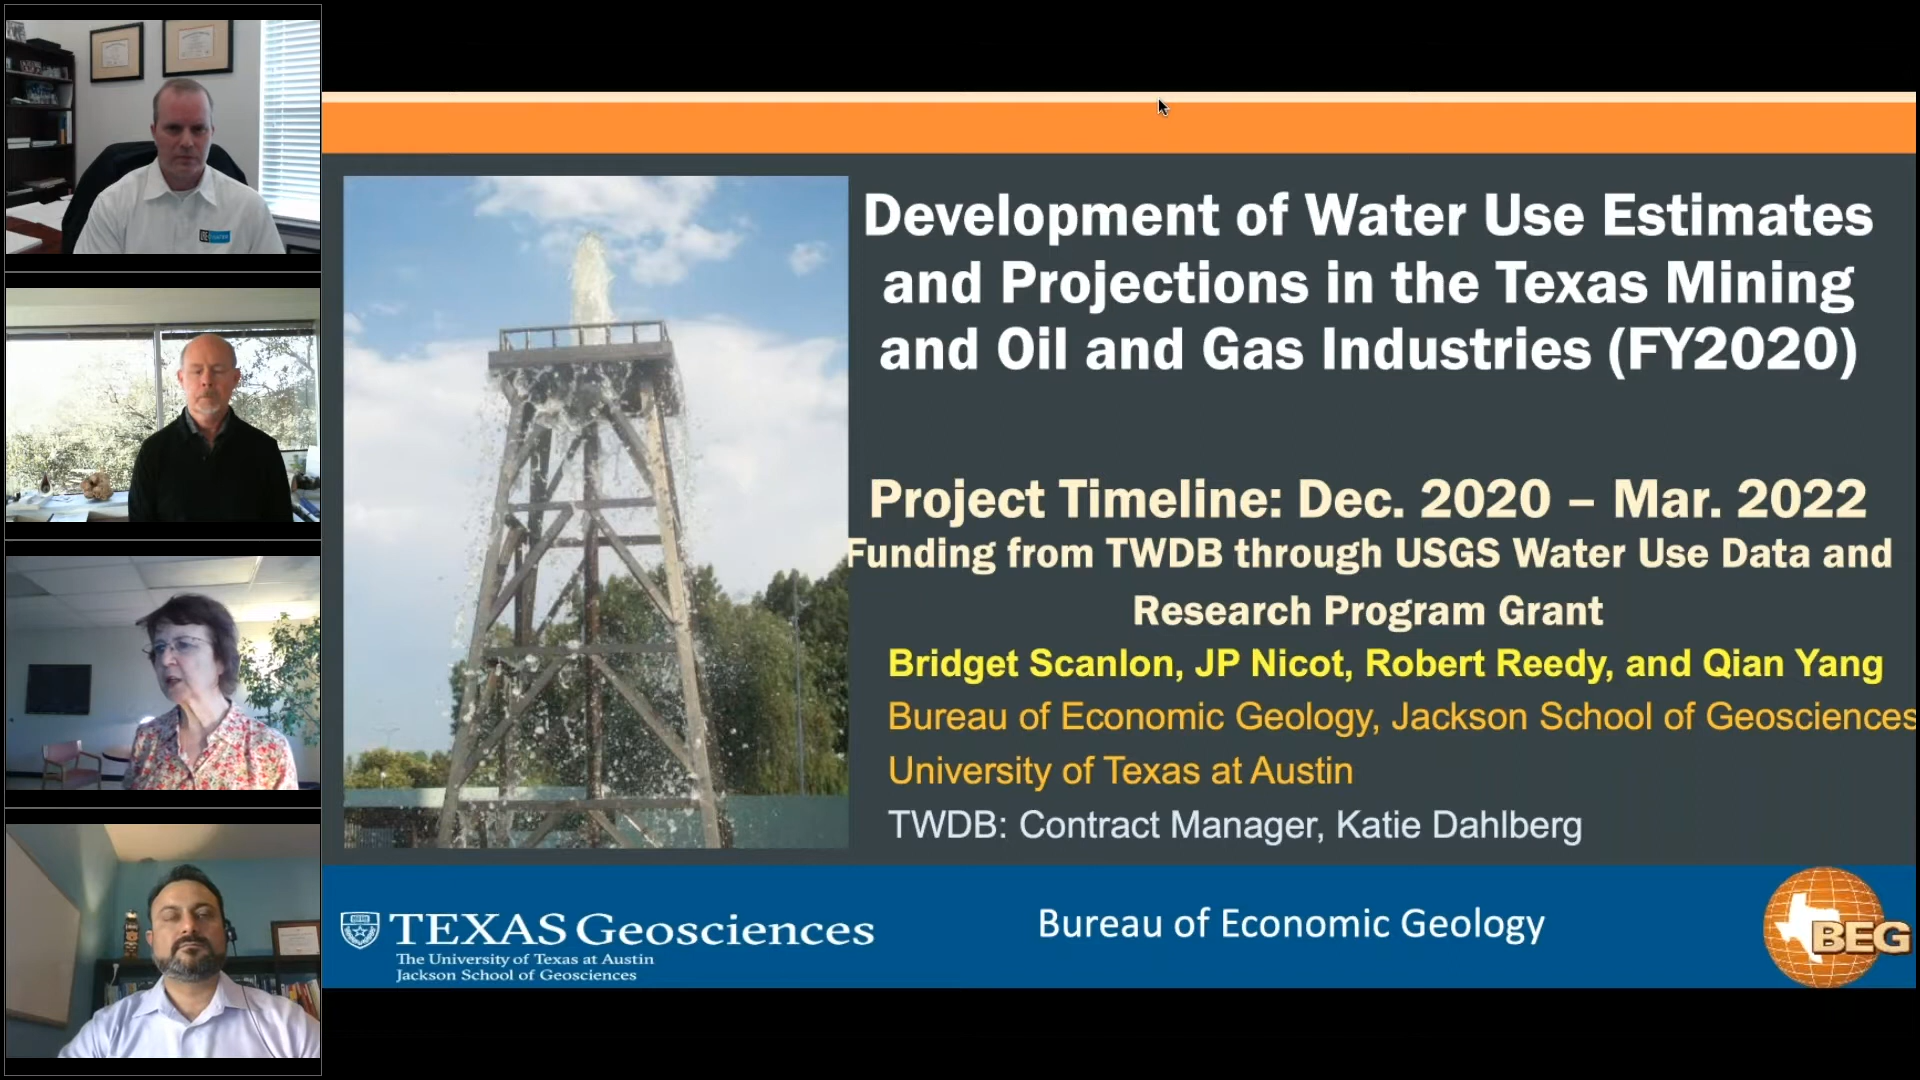 Development of Water Use Estimates
and Projections in the Texas Mining
and Oil and Gas Industries (FY2020)
Project Timeline: Dec. 2020 – Mar. 2022
Funding from TWDB through USGS Water Use Data and
Research Program Grant
Bridget Scanlon, JP Nicot, Robert Reedy, and Qian Yang
Bureau of Economic Geology, Jackson School of Geosciences
University of Texas at Austin
TWDB: Contract Manager, Katie Dahlberg
TEXAS Geosciences
The University of Texas at Austin
Jackson School of Geosciences
Bureau of Economic Geology
BEG